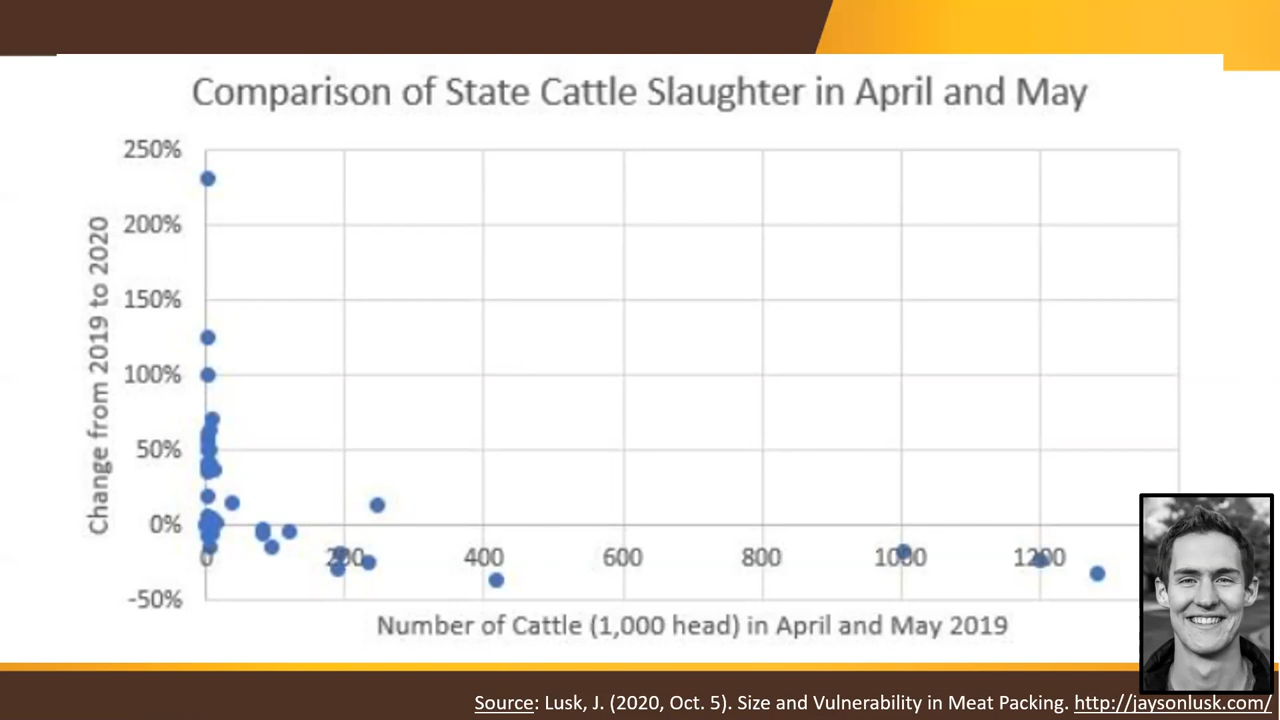 Comparison of State Cattle Slaughter in April and May
250%
200%
150%
100%
50%
0%
-50%
Change from 2019 to 2020
0 200 400 600 800 1000 1200
Number of Cattle (1,000 head) in April and May 2019
Source: Lusk, J. (2020, Oct. 5). Size and Vulnerability in Meat Packing. http://jaysonlusk.com/